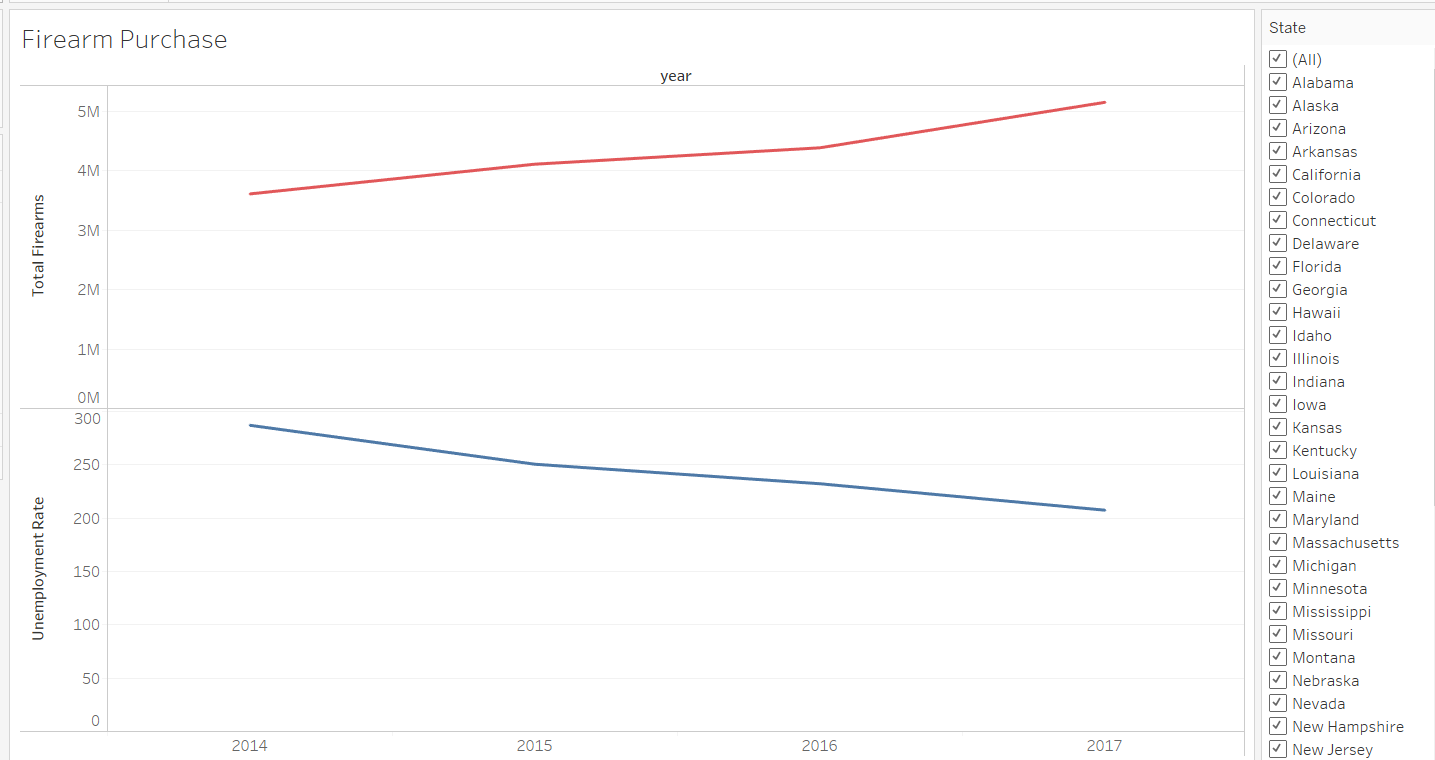 Firearm Purchase
year
Total Firearms
5M
4M
3M
2M
1M
0M
Unemployment Rate
300
250
200
150
100
50
0
2014 2015 2016 2017
State
(All)
Alabama
Alaska
Arizona
Arkansas
California
Colorado
Connecticut
Delaware
Florida
Georgia
Hawaii
Idaho
Illinois
Indiana
Iowa
Kansas
Kentucky
Louisiana
Maine
Maryland
Massachusetts
Michigan
Minnesota
Mississippi
Missouri
Montana
Nebraska
Nevada
New Hampshire
New Jersey